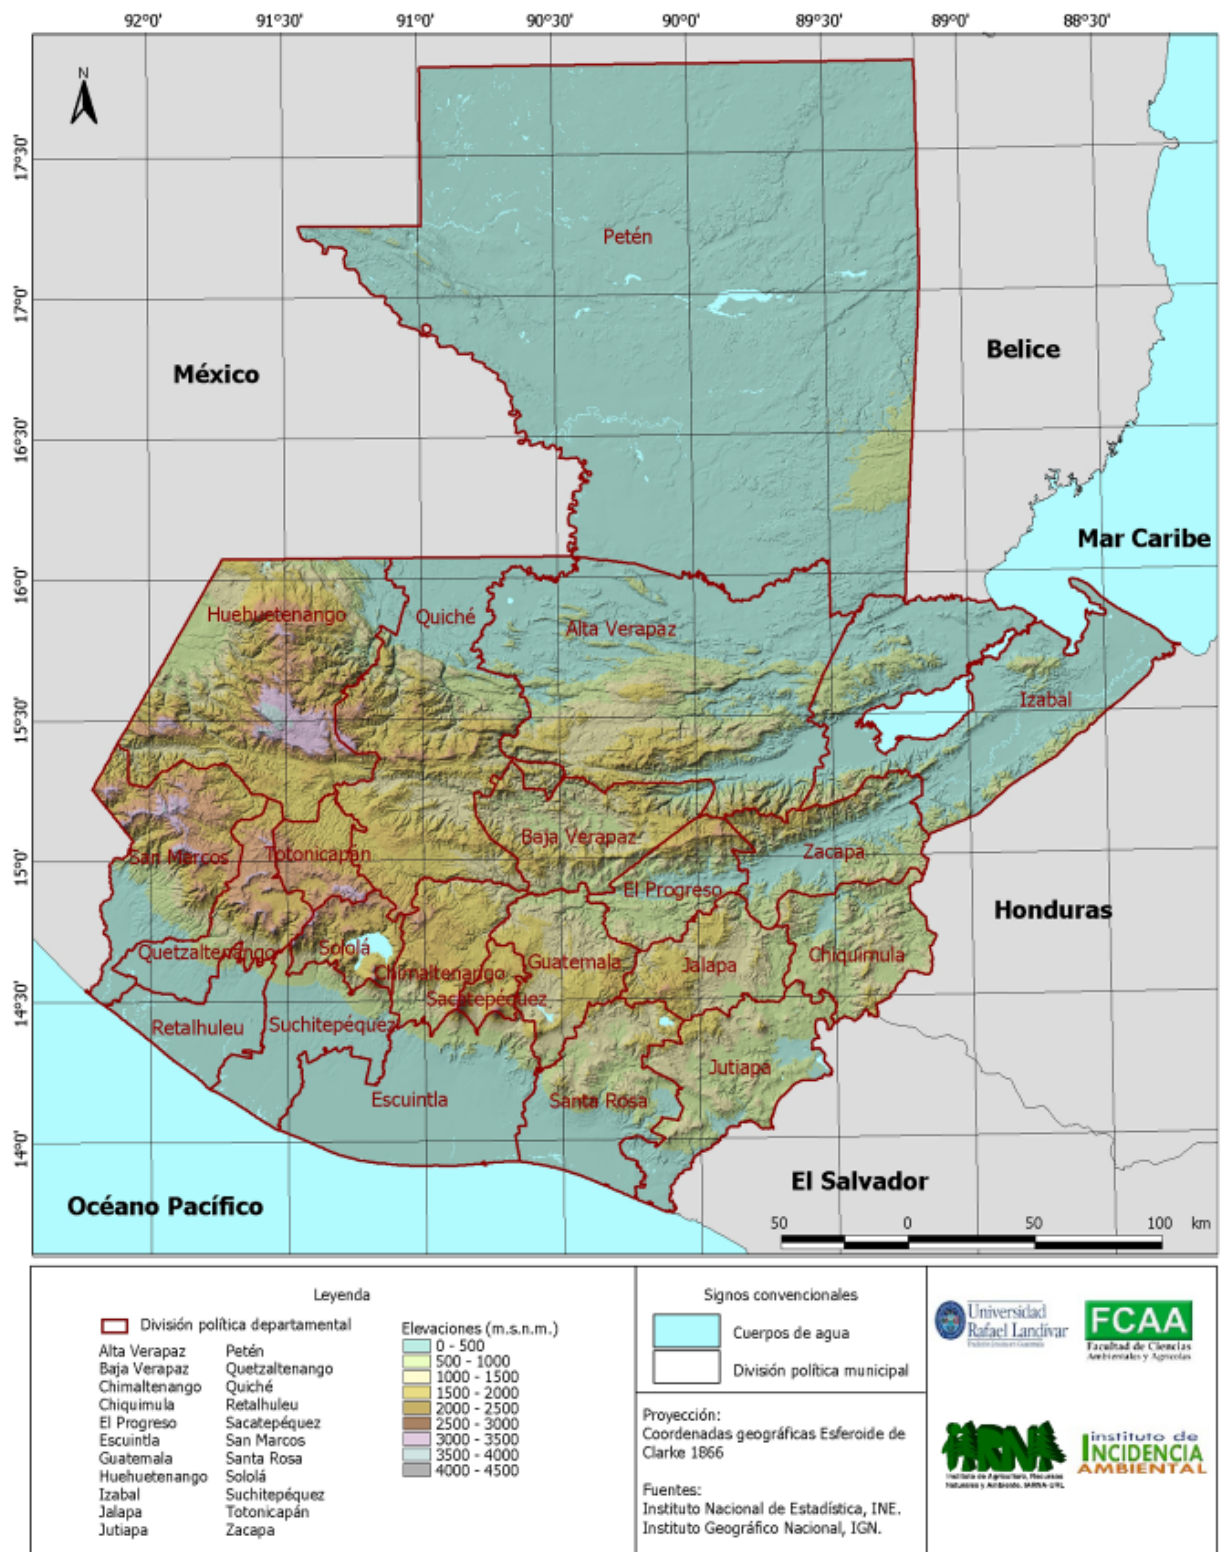 92°0' 91°30' 91°0' 90°30' 90°0' 89°30' 89°0' 88°30'
N
17°30'
Petén
17°0'
México
Belice
16°30'
Mar Caribe
16°0'
Huehuetenango
Quiché
Alta Verapaz
Izabal
15°30'
Baja Verapaz
San Marcos
Totonicapán
Zacapa
15°0'
El Progreso
Honduras
Quetzaltenango
Sololá
Chimaltenango
Guatemala
Jalapa
Chiquimula
Sacatepéquez
14°30'
Retalhuleu
Suchitepéquez
Jutiapa
Escuintla
Santa Rosa
14°0'
El Salvador
Océano Pacífico
50 0 50 100 km
Leyenda
División política departamental
Alta Verapaz Petén
Baja Verapaz Quetzaltenango
Chimaltenango Quiché
Chiquimula Retalhuleu
El Progreso Sacatepéquez
Escuintla San Marcos
Guatemala Santa Rosa
Huehuetenango Sololá
Izabal Suchitepéquez
Jalapa Totonicapán
Jutiapa Zacapa
Elevaciones (m.s.n.m.)
0 - 500
500 - 1000
1000 - 1500
1500 - 2000
2000 - 2500
2500 - 3000
3000 - 3500
3500 - 4000
4000 - 4500
Signos convencionales
Cuerpos de agua
División política municipal
Proyección:
Coordenadas geográficas Esferoide de
Clarke 1866
Fuentes:
Instituto Nacional de Estadística, INE.
Instituto Geográfico Nacional, IGN.
Universidad
Rafael Landívar
FCAA
Facultad de Ciencias
Ambientales y Agrícolas
IARNA
Instituto de Agricultura, Recursos
Naturales y Ambiente, IARNA-URL
instituto de
INCIDENCIA
AMBIENTAL